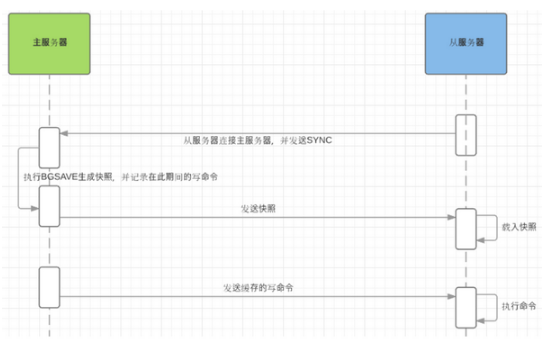 主服务器
从服务器
从服务器连接主服务器，并发送SYNC
执行BGSAVE生成快照，并记录在此期间的写命令
发送快照
载入快照
发送缓存的写命令
执行命令